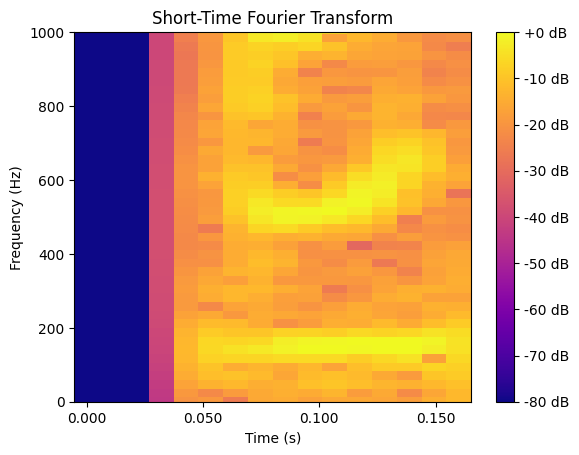 Short-Time Fourier Transform
Frequency (Hz)
1000
800
600
400
200
0
0.000
0.050
0.100
0.150
Time (s)
+0 dB
-10 dB
-20 dB
-30 dB
-40 dB
-50 dB
-60 dB
-70 dB
-80 dB